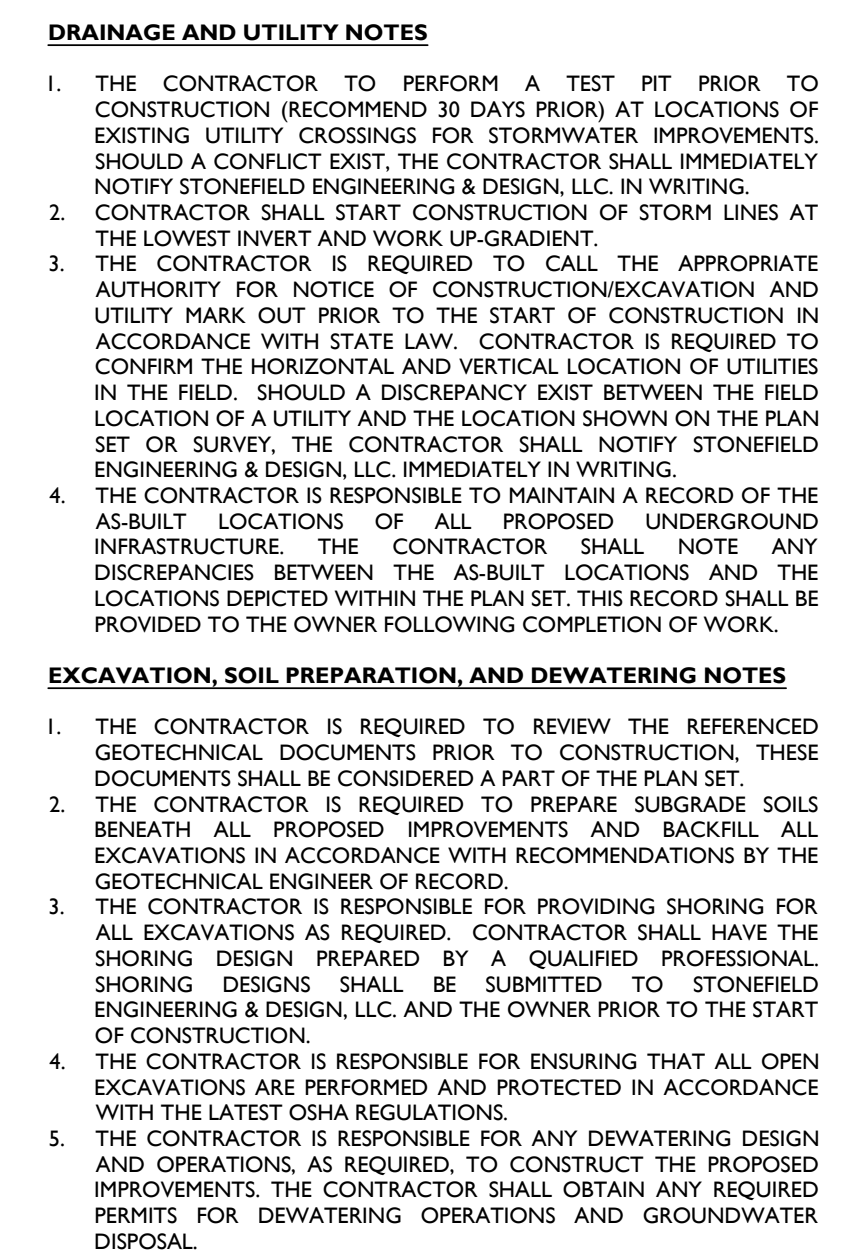 DRAINAGE AND UTILITY NOTES
1. THE CONTRACTOR TO PERFORM A TEST PIT PRIOR TO
CONSTRUCTION (RECOMMEND 30 DAYS PRIOR) AT LOCATIONS OF
EXISTING UTILITY CROSSINGS FOR STORMWATER IMPROVEMENTS.
SHOULD A CONFLICT EXIST, THE CONTRACTOR SHALL IMMEDIATELY
NOTIFY STONEFIELD ENGINEERING & DESIGN, LLC. IN WRITING.
2. CONTRACTOR SHALL START CONSTRUCTION OF STORM LINES AT
THE LOWEST INVERT AND WORK UP-GRADIENT.
3. THE CONTRACTOR IS REQUIRED TO CALL THE APPROPRIATE
AUTHORITY FOR NOTICE OF CONSTRUCTION/EXCAVATION AND
UTILITY MARK OUT PRIOR TO THE START OF CONSTRUCTION IN
ACCORDANCE WITH STATE LAW. CONTRACTOR IS REQUIRED TO
CONFIRM THE HORIZONTAL AND VERTICAL LOCATION OF UTILITIES
IN THE FIELD. SHOULD A DISCREPANCY EXIST BETWEEN THE FIELD
LOCATION OF A UTILITY AND THE LOCATION SHOWN ON THE PLAN
SET OR SURVEY, THE CONTRACTOR SHALL NOTIFY STONEFIELD
ENGINEERING & DESIGN, LLC. IMMEDIATELY IN WRITING.
4. THE CONTRACTOR IS RESPONSIBLE TO MAINTAIN A RECORD OF THE
AS-BUILT LOCATIONS OF ALL PROPOSED UNDERGROUND
INFRASTRUCTURE. THE CONTRACTOR SHALL NOTE ANY
DISCREPANCIES BETWEEN THE AS-BUILT LOCATIONS AND THE
LOCATIONS DEPICTED WITHIN THE PLAN SET. THIS RECORD SHALL BE
PROVIDED TO THE OWNER FOLLOWING COMPLETION OF WORK.
EXCAVATION, SOIL PREPARATION, AND DEWATERING NOTES
1. THE CONTRACTOR IS REQUIRED TO REVIEW THE REFERENCED
GEOTECHNICAL DOCUMENTS PRIOR TO CONSTRUCTION, THESE
DOCUMENTS SHALL BE CONSIDERED A PART OF THE PLAN SET.
2. THE CONTRACTOR IS REQUIRED TO PREPARE SUBGRADE SOILS
BENEATH ALL PROPOSED IMPROVEMENTS AND BACKFILL ALL
EXCAVATIONS IN ACCORDANCE WITH RECOMMENDATIONS BY THE
GEOTECHNICAL ENGINEER OF RECORD.
3. THE CONTRACTOR IS RESPONSIBLE FOR PROVIDING SHORING FOR
ALL EXCAVATIONS AS REQUIRED. CONTRACTOR SHALL HAVE THE
SHORING DESIGN PREPARED BY A QUALIFIED PROFESSIONAL.
SHORING DESIGNS SHALL BE SUBMITTED TO STONEFIELD
ENGINEERING & DESIGN, LLC. AND THE OWNER PRIOR TO THE START
OF CONSTRUCTION.
4. THE CONTRACTOR IS RESPONSIBLE FOR ENSURING THAT ALL OPEN
EXCAVATIONS ARE PERFORMED AND PROTECTED IN ACCORDANCE
WITH THE LATEST OSHA REGULATIONS.
5. THE CONTRACTOR IS RESPONSIBLE FOR ANY DEWATERING DESIGN
AND OPERATIONS, AS REQUIRED, TO CONSTRUCT THE PROPOSED
IMPROVEMENTS. THE CONTRACTOR SHALL OBTAIN ANY REQUIRED
PERMITS FOR DEWATERING OPERATIONS AND GROUNDWATER
DISPOSAL.